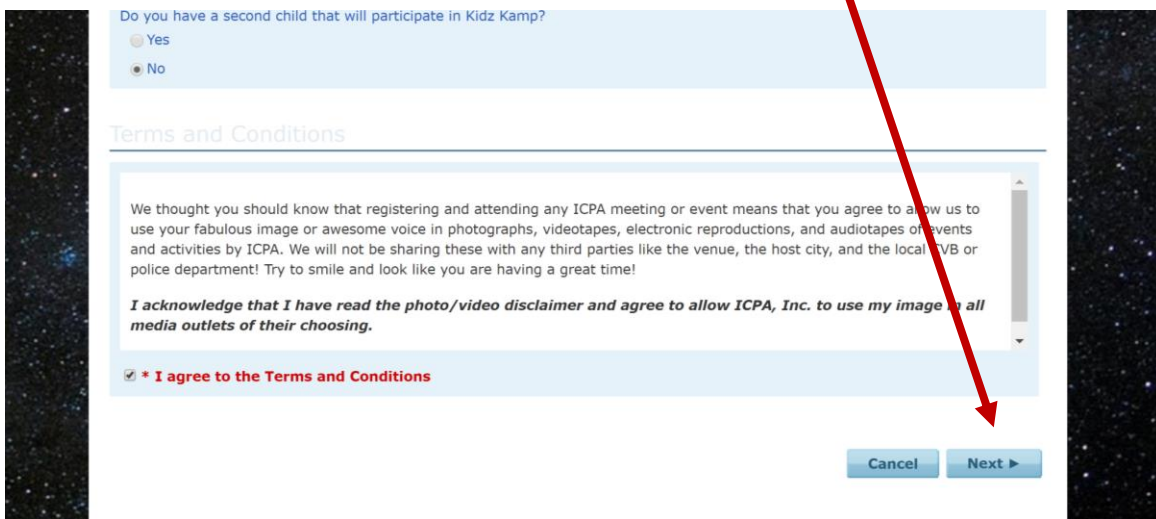 Do you have a second child that will participate in Kidz Kamp?
Yes
No
Terms and Conditions
We thought you should know that registering and attending any ICPA meeting or event means that you agree to allow us to
use your fabulous image or awesome voice in photographs, videotapes, electronic reproductions, and audiotapes of events
and activities by ICPA. We will not be sharing these with any third parties like the venue, the host city, and the local CVB or
police department! Try to smile and look like you are having a great time!
I acknowledge that I have read the photo/video disclaimer and agree to allow ICPA, Inc. to use my image in all
media outlets of their choosing.
* I agree to the Terms and Conditions
Cancel Next ►